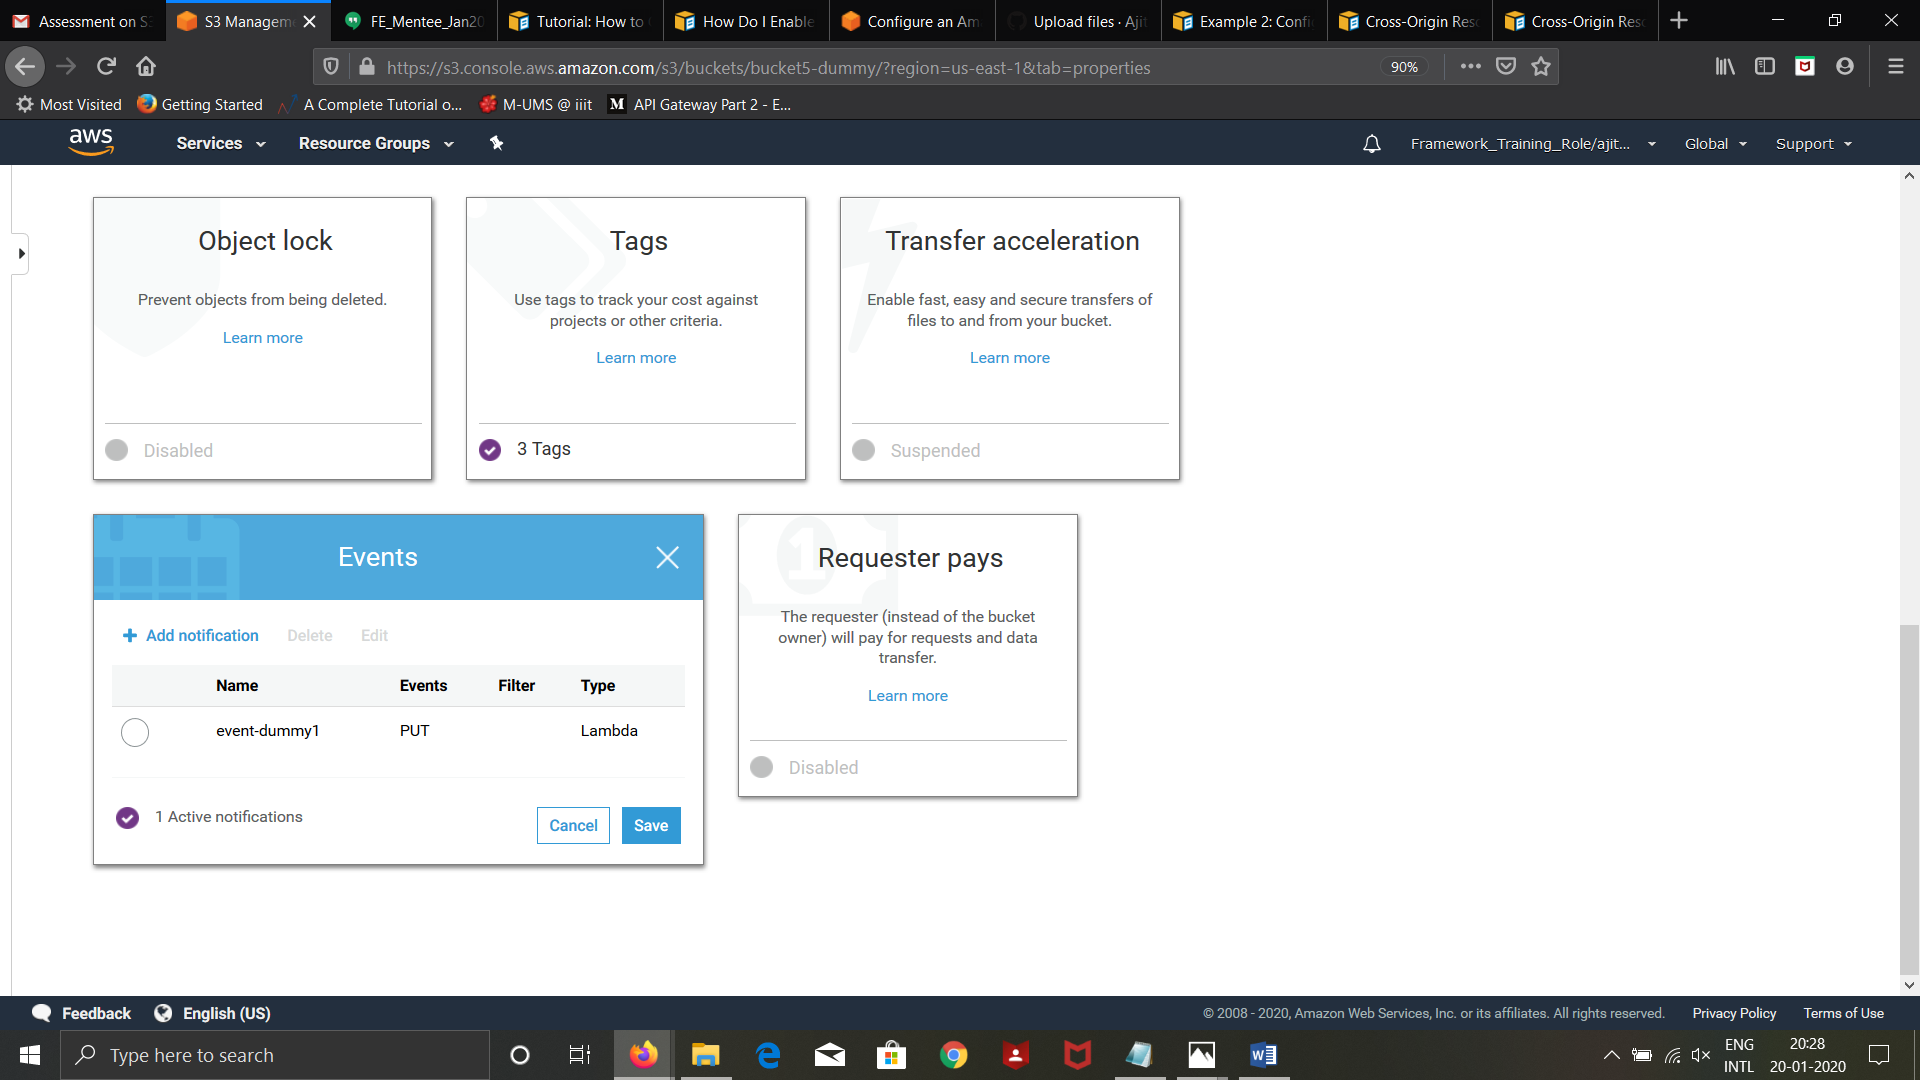 Assessment on S3
S3 Managem
FE_Mentee_Jan20
Tutorial: How to
How Do I Enable
Configure an Am
Upload files · Ajit
Example 2: Confi
Cross-Origin Res
Cross-Origin Res
https://s3.console.aws.amazon.com/s3/buckets/bucket5-dummy/?region=us-east-1&tab=properties
90%
Most Visited
Getting Started
A Complete Tutorial o...
M-UMS @ iiit
M
API Gateway Part 2 - E...
aws
Services
Resource Groups
Framework_Training_Role/ajit...
Global
Support
Object lock
Prevent objects from being deleted.
Learn more
Disabled
Tags
Use tags to track your cost against
projects or other criteria.
Learn more
3 Tags
Transfer acceleration
Enable fast, easy and secure transfers of
files to and from your bucket.
Learn more
Suspended
Events
Add notification Delete Edit
Name Events Filter Type
event-dummy1 PUT Lambda
1 Active notifications
Cancel
Save
1
Requester pays
The requester (instead of the bucket
owner) will pay for requests and data
transfer.
Learn more
Disabled
Feedback
English (US)
© 2008 - 2020, Amazon Web Services, Inc. or its affiliates. All rights reserved.
Privacy Policy
Terms of Use
Type here to search
ENG
INTL
20:28
20-01-2020